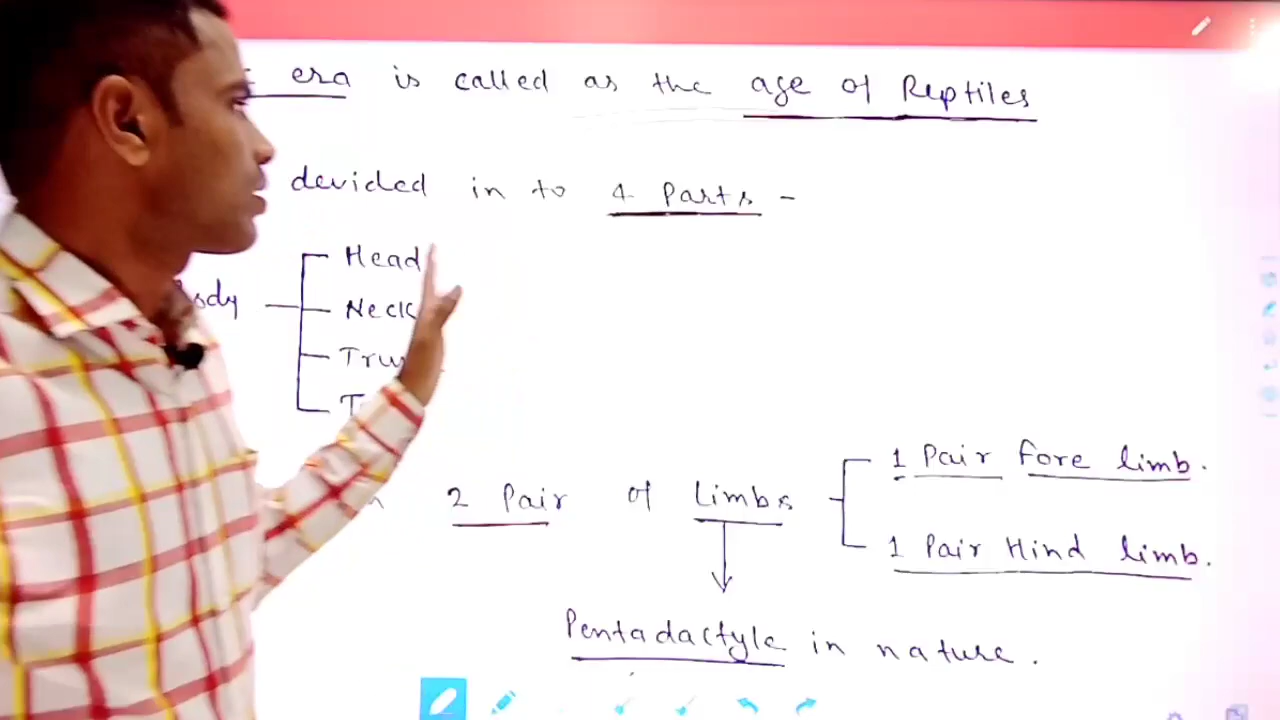 era is called as the age of Reptiles
devided in to 4 Parts -
Head
Neck
2 Pair of Limbs
1 Pair Fore limb.
1 Pair Hind limb.
Pentadactyle in nature.